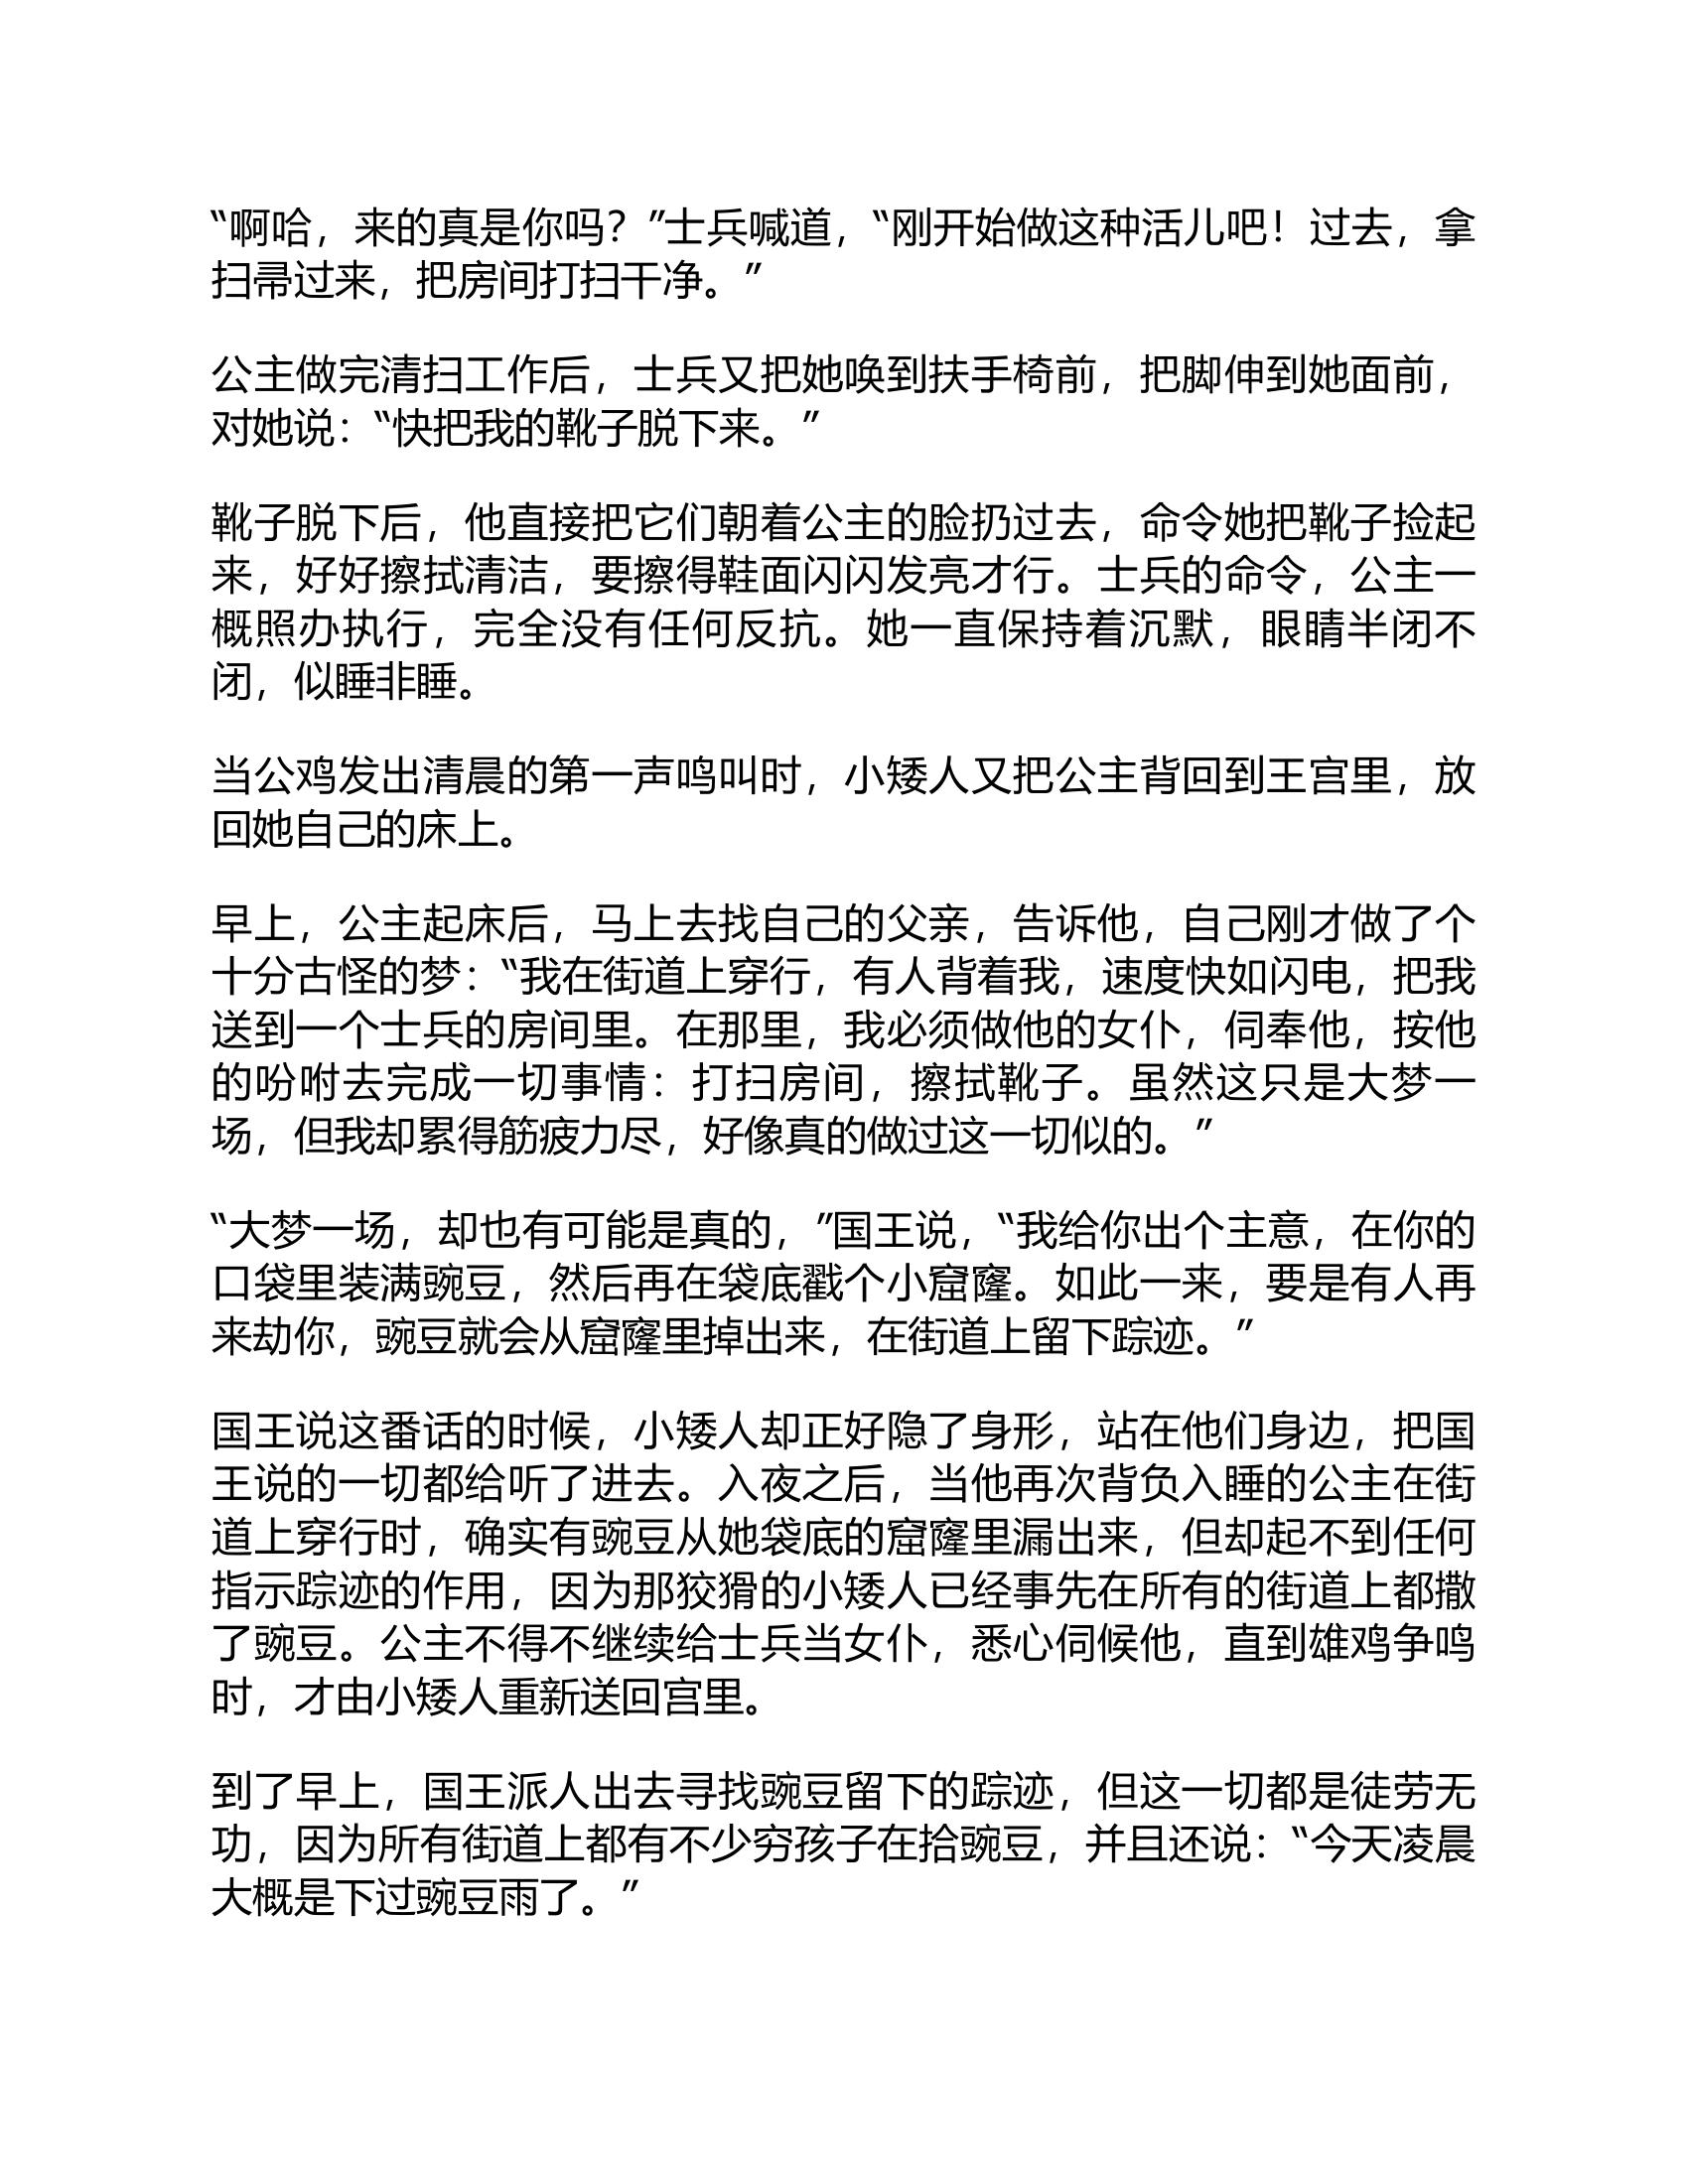 “啊哈，来的真是你吗？”士兵喊道，“刚开始做这种活儿吧！过去，拿
扫帚过来，把房间打扫干净。”
公主做完清扫工作后，士兵又把她唤到扶手椅前，把脚伸到她面前，
对她说：“快把我的靴子脱下来。”
靴子脱下后，他直接把它们朝着公主的脸扔过去，命令她把靴子捡起
来，好好擦拭清洁，要擦得鞋面闪闪发亮才行。士兵的命令，公主一
概照办执行，完全没有任何反抗。她一直保持着沉默，眼睛半闭不
闭，似睡非睡。
当公鸡发出清晨的第一声鸣叫时，小矮人又把公主背回到王宫里，放
回她自己的床上。
早上，公主起床后，马上去找自己的父亲，告诉他，自己刚才做了个
十分古怪的梦：“我在街道上穿行，有人背着我，速度快如闪电，把我
送到一个士兵的房间里。在那里，我必须做他的女仆，伺奉他，按他
的吩咐去完成一切事情：打扫房间，擦拭靴子。虽然这只是大梦一
场，但我却累得筋疲力尽，好像真的做过这一切似的。”
“大梦一场，却也有可能是真的，”国王说，“我给你出个主意，在你的
口袋里装满豌豆，然后再在袋底戳个小窟窿。如此一来，要是有人再
来劫你，豌豆就会从窟窿里掉出来，在街道上留下踪迹。”
国王说这番话的时候，小矮人却正好隐了身形，站在他们身边，把国
王说的一切都给听了进去。入夜之后，当他再次背负入睡的公主在街
道上穿行时，确实有豌豆从她袋底的窟窿里漏出来，但却起不到任何
指示踪迹的作用，因为那狡猾的小矮人已经事先在所有的街道上都撒
了豌豆。公主不得不继续给士兵当女仆，悉心伺候他，直到雄鸡争鸣
时，才由小矮人重新送回宫里。
到了早上，国王派人出去寻找豌豆留下的踪迹，但这一切都是徒劳无
功，因为所有街道上都有不少穷孩子在拾豌豆，并且还说：“今天凌晨
大概是下过豌豆雨了。”